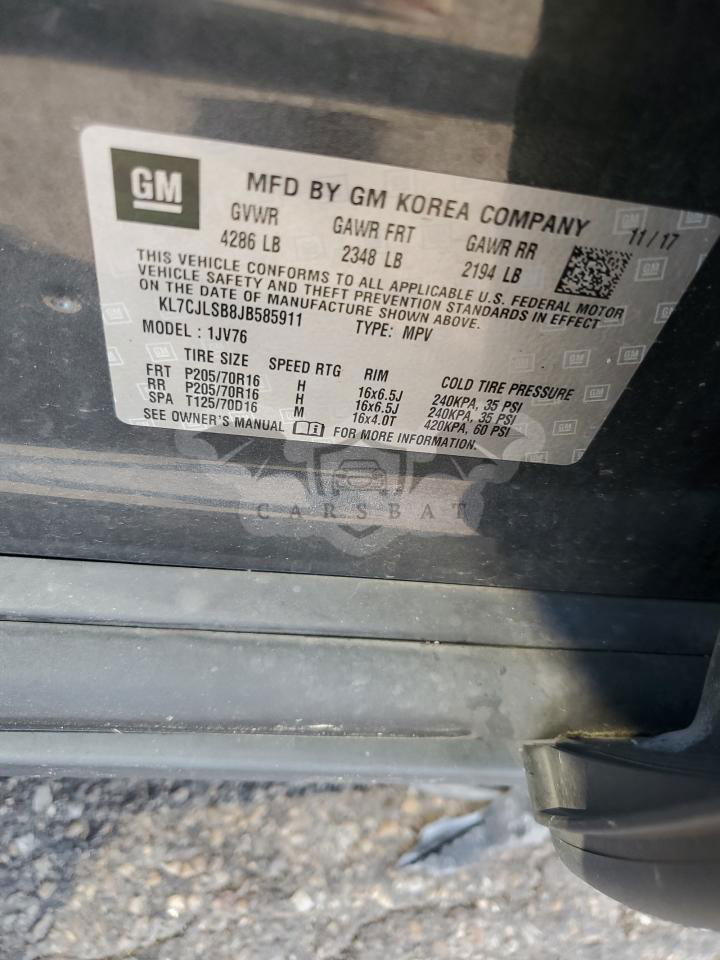 GM
MFD BY GM KOREA COMPANY
11/17
GVWR GAWR FRT GAWR RR
4286 LB 2348 LB 2194 LB
THIS VEHICLE CONFORMS TO ALL APPLICABLE U.S. FEDERAL MOTOR
VEHICLE SAFETY AND THEFT PREVENTION STANDARDS IN EFFECT
ON THE DATE OF MANUFACTURE SHOWN ABOVE.
KL7CJLSB8JB585911 TYPE: MPV
MODEL : 1JV76
TIRE SIZE SPEED RTG RIM COLD TIRE PRESSURE
FRT P205/70R16 H 16x6.5J 240KPA, 35 PSI
RR P205/70R16 H 16x6.5J 240KPA, 35 PSI
SPA T125/70D16 M 16x4.0T 420KPA, 60 PSI
SEE OWNER'S MANUAL FOR MORE INFORMATION.
CARSBAT